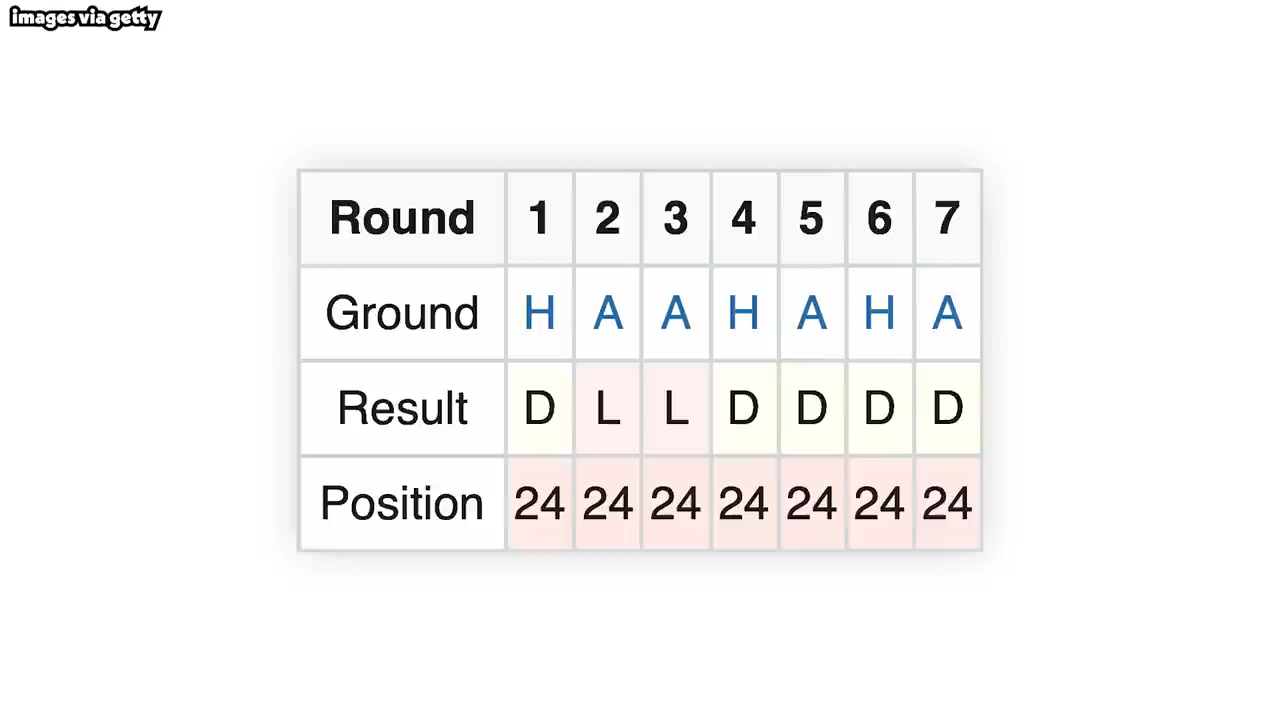 images via getty
Round 1 2 3 4 5 6 7
Ground H A A H A H A
Result D L L D D D D
Position 24 24 24 24 24 24 24